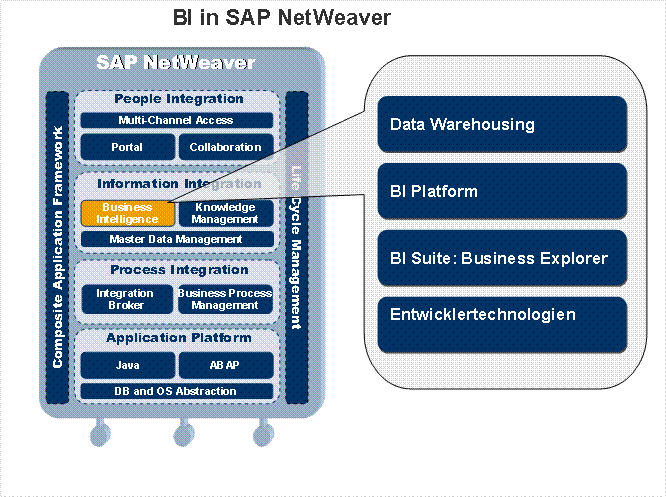 BI in SAP NetWeaver
SAP NetWeaver
Composite Application Framework
People Integration
Multi-Channel Access
Portal
Collaboration
Information Integration
Business
Intelligence
Knowledge
Management
Master Data Management
Process Integration
Integration
Broker
Business Process
Management
Application Platform
Java
ABAP
DB and OS Abstraction
Life Cycle Management
Data Warehousing
BI Platform
BI Suite: Business Explorer
Entwicklertechnologien